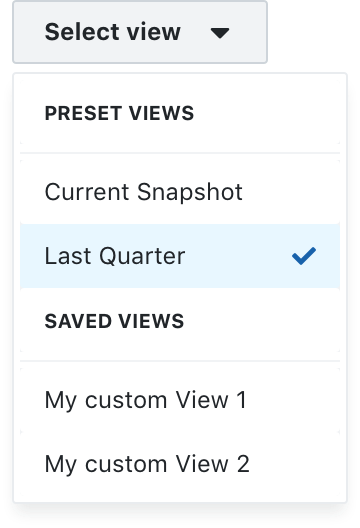 Select view
PRESET VIEWS
Current Snapshot
Last Quarter
SAVED VIEWS
My custom View 1
My custom View 2